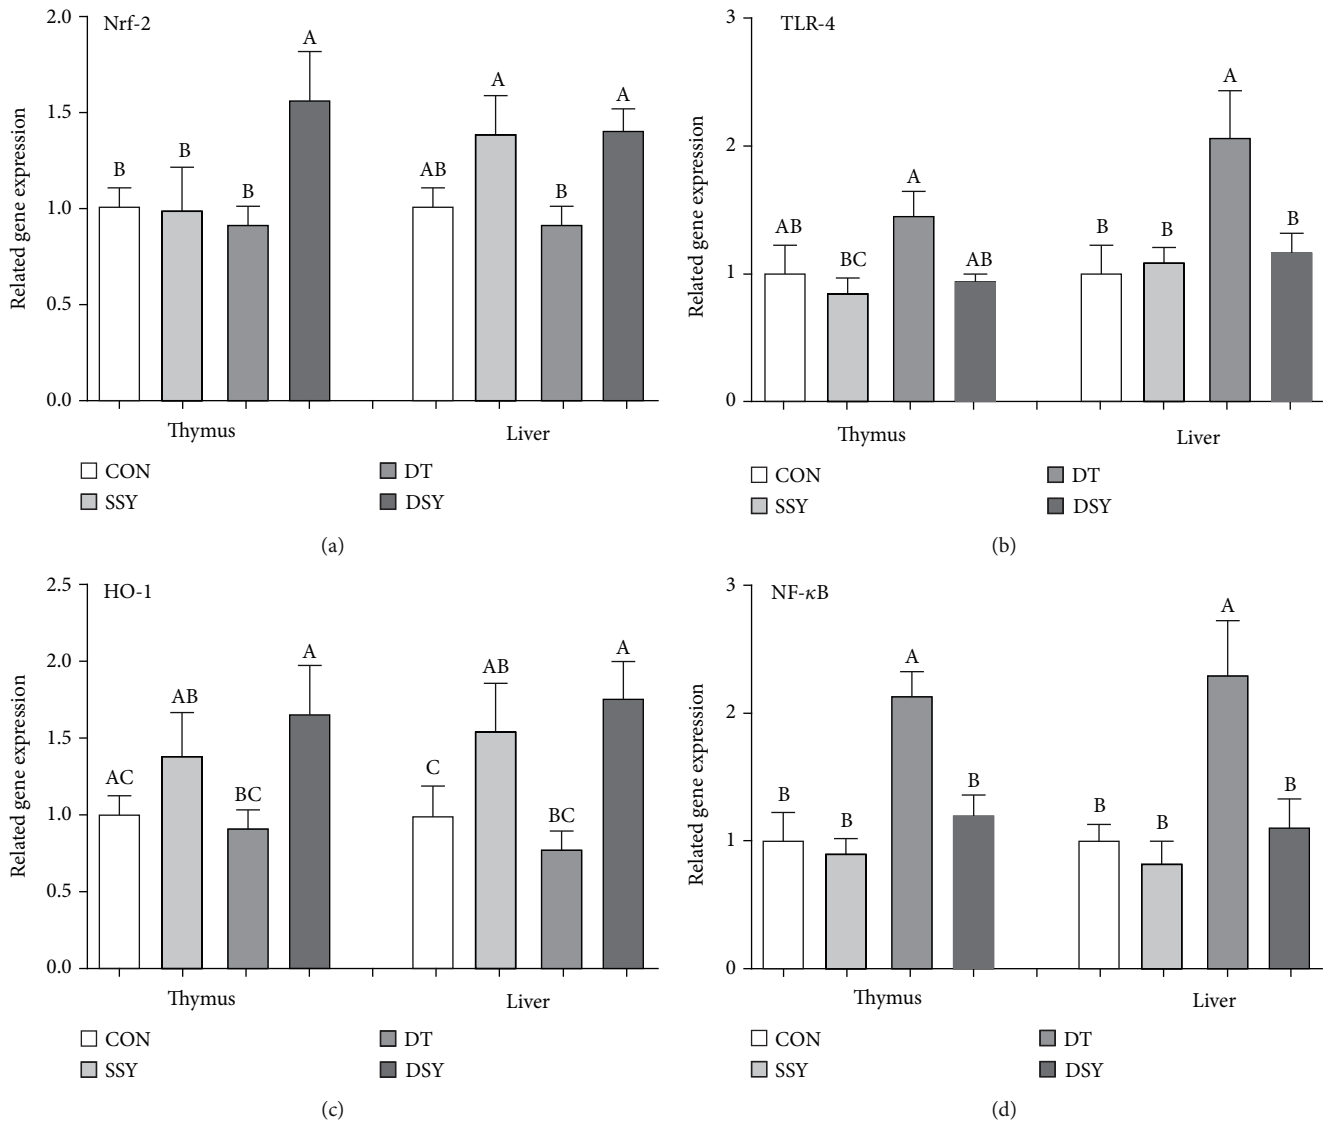 Nrf-2
Related gene expression
2.0
1.5
1.0
0.5
0.0
B
B
B
A
AB
A
B
A
Thymus
Liver
CON
DT
SSY
DSY
(a)
TLR-4
Related gene expression
3
2
1
0
AB
BC
A
AB
B
B
A
B
Thymus
Liver
CON
DT
SSY
DSY
(b)
HO-1
Related gene expression
2.5
2.0
1.5
1.0
0.5
0.0
AC
AB
BC
A
C
AB
BC
A
Thymus
Liver
CON
DT
SSY
DSY
(c)
NF-κB
Related gene expression
3
2
1
0
B
B
A
B
B
B
A
B
Thymus
Liver
CON
DT
SSY
DSY
(d)